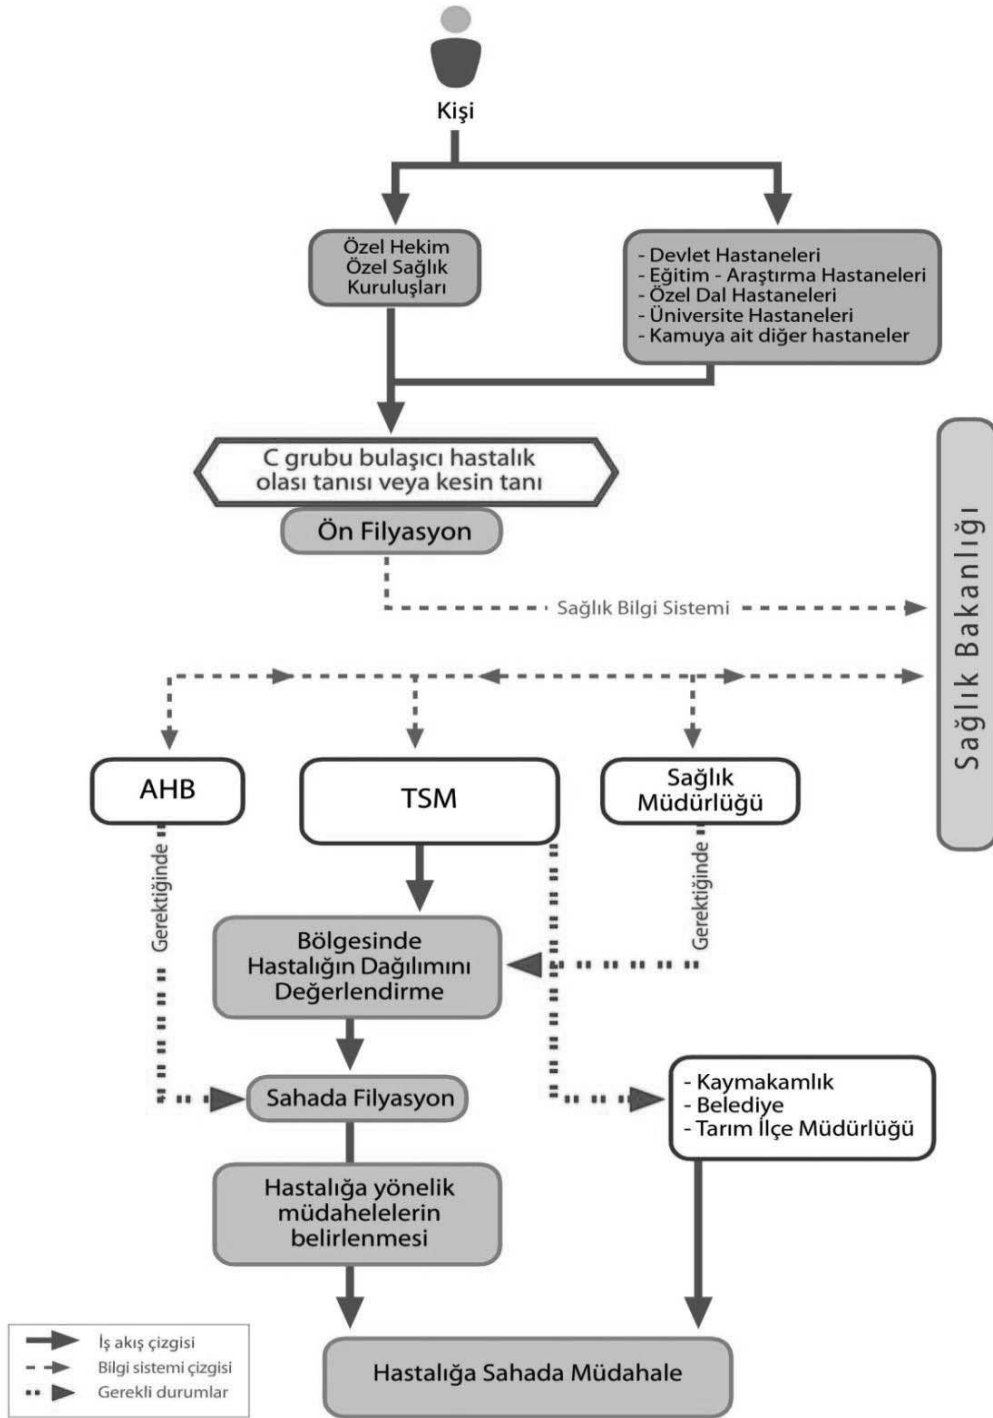 Kişi
Özel Hekim
Özel Sağlık
Kuruluşları
- Devlet Hastaneleri
- Eğitim - Araştırma Hastaneleri
- Özel Dal Hastaneleri
- Üniversite Hastaneleri
- Kamuya ait diğer hastaneler
C grubu bulaşıcı hastalık
olası tanısı veya kesin tanı
Ön Filyasyon
Sağlık Bilgi Sistemi
Sağlık Bakanlığı
AHB
TSM
Sağlık
Müdürlüğü
Gerektiğinde
Gerektiğinde
Bölgesinde
Hastalığın Dağılımını
Değerlendirme
Sahada Filyasyon
- Kaymakamlık
- Belediye
- Tarım İlçe Müdürlüğü
Hastalığa yönelik
müdahelelerin
belirlenmesi
Hastalığa Sahada Müdahale
İş akış çizgisi
Bilgi sistemi çizgisi
Gerekli durumlar